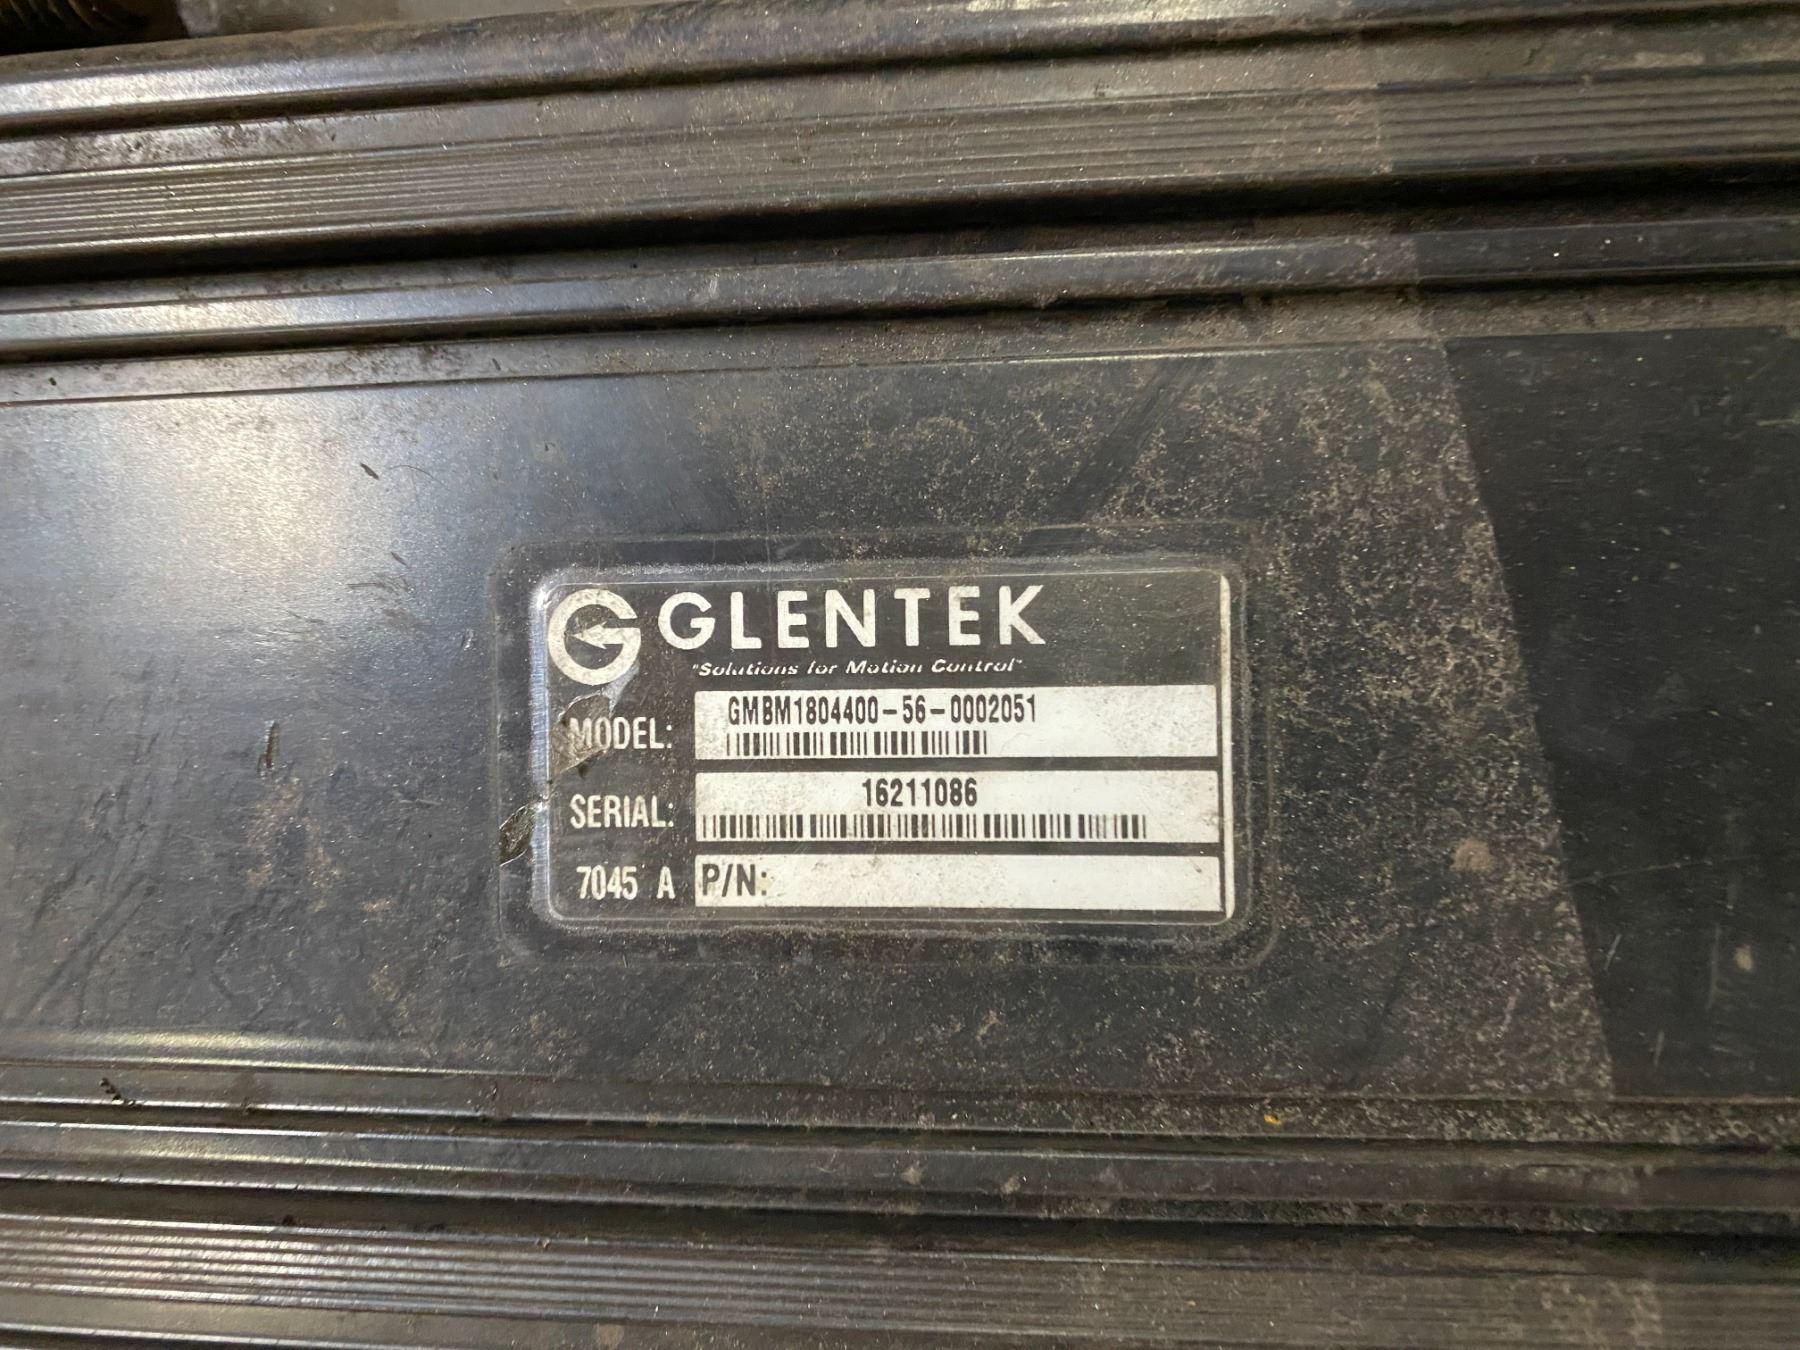 GLENTEK
"Solutions for Motion Control"
MODEL: GMBM1804400-56-0002051
SERIAL: 16211086
7045 A P/N: